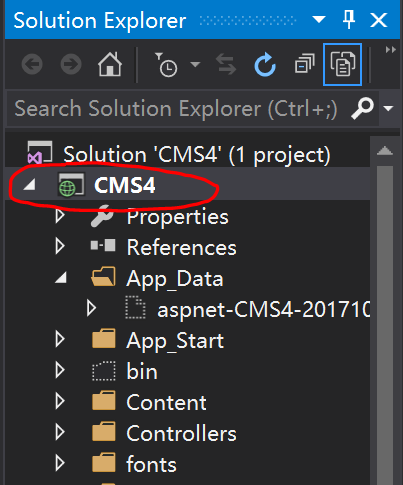 Solution Explorer
Search Solution Explorer (Ctrl+;)
Solution 'CMS4' (1 project)
CMS4
Properties
References
App_Data
aspnet-CMS4-20171
App_Start
bin
Content
Controllers
fonts